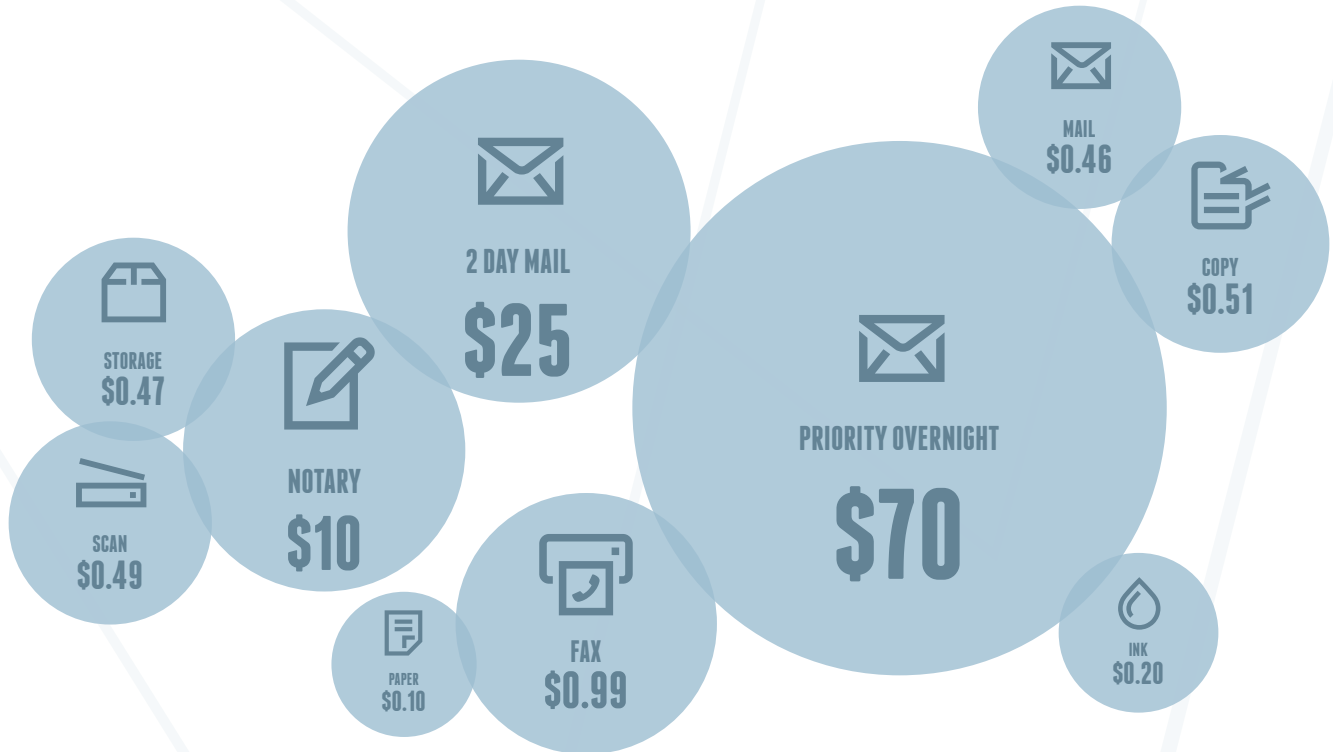 MAIL
$0.46
COPY
$0.51
2 DAY MAIL
$25
STORAGE
$0.47
PRIORITY OVERNIGHT
$70
NOTARY
$10
SCAN
$0.49
FAX
$0.99
PAPER
$0.10
INK
$0.20